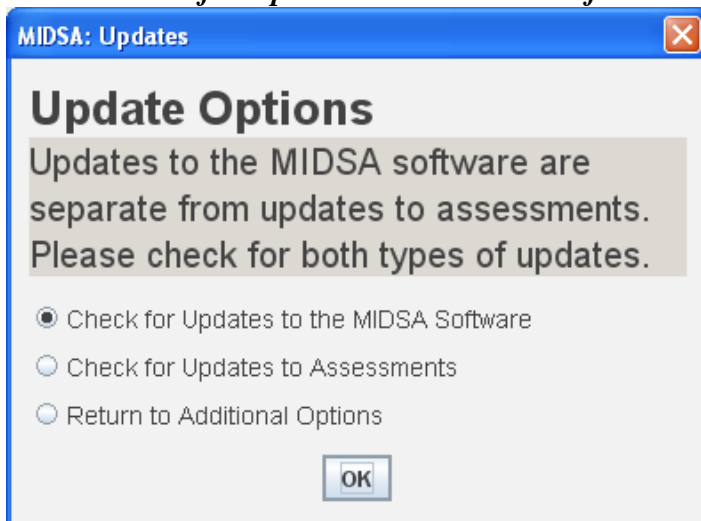 MIDSA: Updates
Update Options
Updates to the MIDSA software are
separate from updates to assessments.
Please check for both types of updates.
Check for Updates to the MIDSA Software
Check for Updates to Assessments
Return to Additional Options
OK